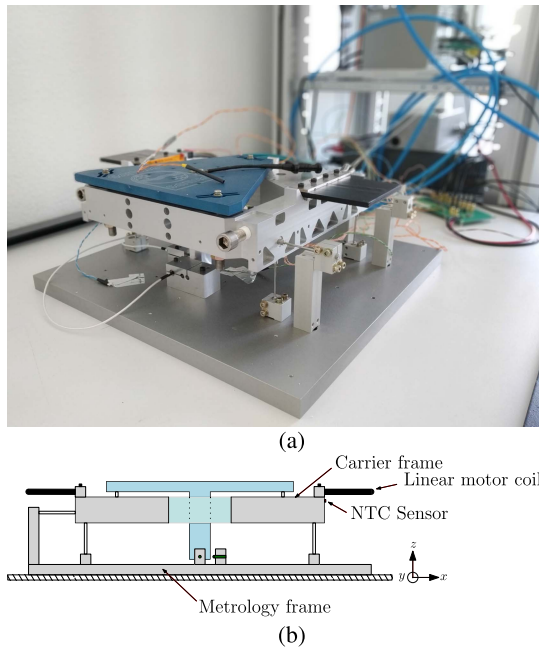 (a)
Carrier frame
Linear motor coil
NTC Sensor
z
y
x
Metrology frame
(b)